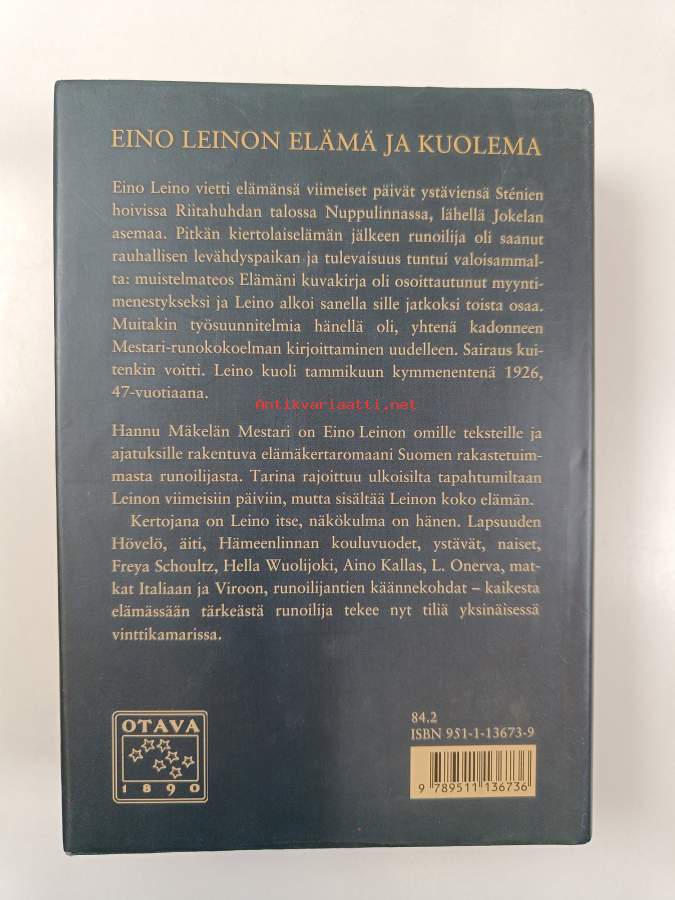 EINO LEINON ELÄMÄ JA KUOLEMA
Eino Leino vietti elämänsä viimeiset päivät ystäviensä Sténien
hoivissa Riitahuhdan talossa Nuppulinnassa, lähellä Jokelan
asemaa. Pitkän kiertolaiselämän jälkeen runoilija oli saanut
rauhallisen levähdyspaikan ja tulevaisuus tuntui valoisammal-
ta: muistelmateos Elämäni kuvakirja oli osoittautunut myynti-
menestykseksi ja Leino alkoi sanella sille jatkoksi toista osaa.
Muitakin työsuunnitelmia hänellä oli, yhtenä kadonneen
Mestari-runokokoelman kirjoittaminen uudelleen. Sairaus kui-
tenkin voitti. Leino kuoli tammikuun kymmenentenä 1926,
47-vuotiaana.
Antikvariaatti.net
Hannu Mäkelän Mestari on Eino Leinon omille teksteille ja
ajatuksille rakentuva elämäkertaromaani Suomen rakastetuim-
masta runoilijasta. Tarina rajoittuu ulkoisilta tapahtumiltaan
Leinon viimeisiin päiviin, mutta sisältää Leinon koko elämän.
Kertojana on Leino itse, näkökulma on hänen. Lapsuuden
Hövelö, äiti, Hämeenlinnan kouluvuodet, ystävät, naiset,
Freya Schoultz, Hella Wuolijoki, Aino Kallas, L. Onerva, mat-
kat Italiaan ja Viroon, runoilijantien käännekohdat – kaikesta
elämässään tärkeästä runoilija tekee nyt tiliä yksinäisessä
vinttikamarissa.
OTAVA
1890
84.2
ISBN 951-1-13673-9
9 789511 136736